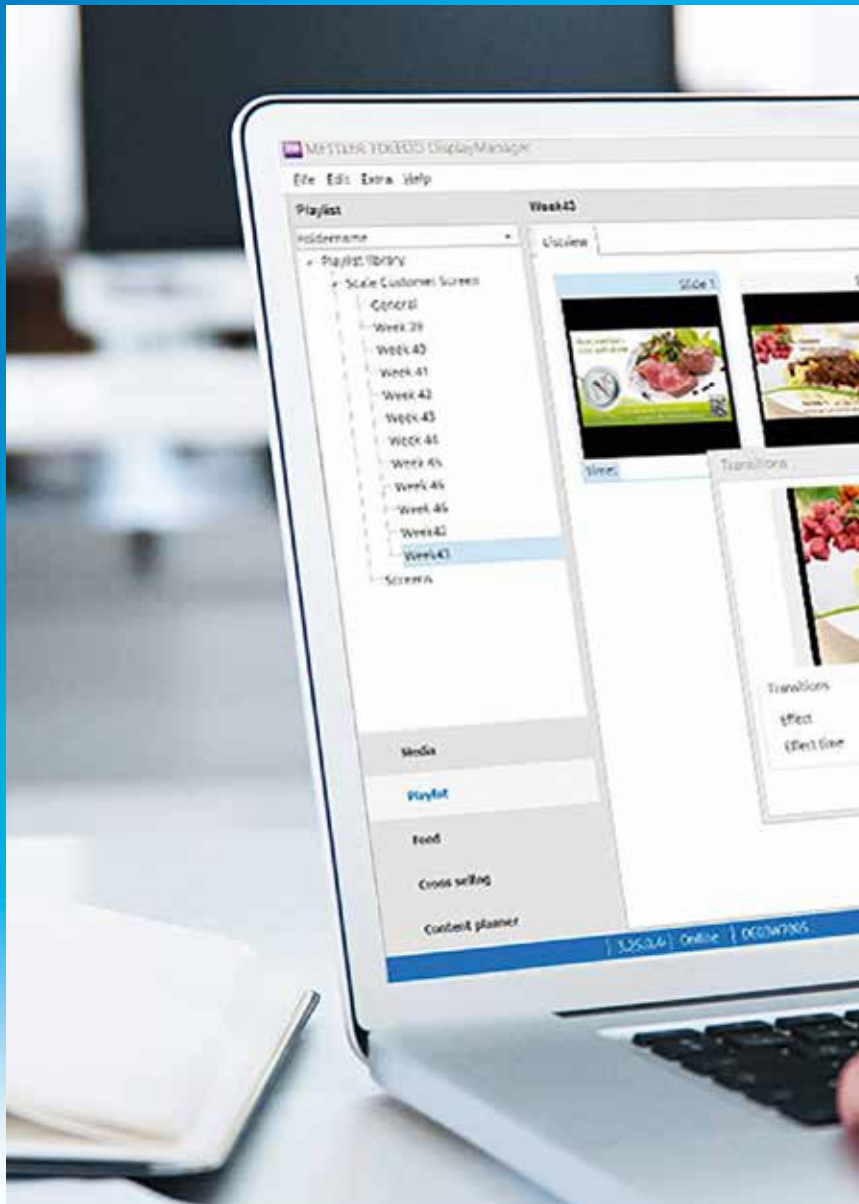 METTLER TOLEDO DisplayManager
File Edit Extra Help
Playlist
Foldername
Playlist library
Scale Customer Screen
General
Week 39
Week 40
Week 41
Week 42
Week 43
Week 44
Week 45
Week 46
Week 46
Week42
Week43
Screens
Media
Playlist
Feed
Cross selling
Content planner
Week43
Listview
Slide 1
Transitions
Transitions
Effect
Effect time
Online